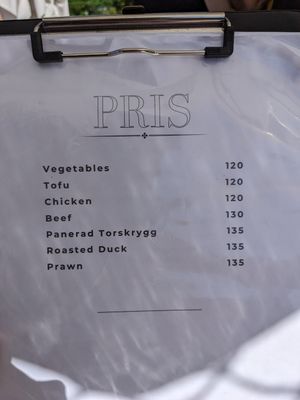 PRIS
Vegetables 120
Tofu 120
Chicken 120
Beef 130
Panerad Torskrygg 135
Roasted Duck 135
Prawn 135